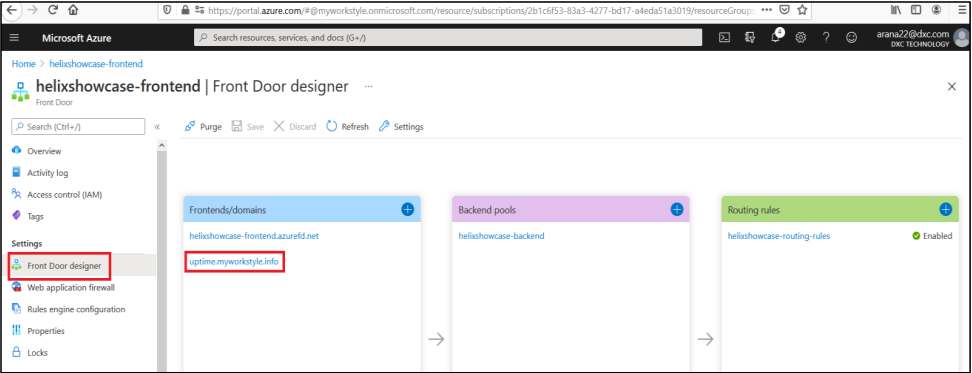 https://portal.azure.com/#@myworkstyle.onmicrosoft.com/resource/subscriptions/2b1c6f53-83a3-4277-bd17-a4eda51a3019/resourceGroup
Microsoft Azure
Search resources, services, and docs (G+/)
4
arana22@dxc.com
DXC TECHNOLOGY
Home > helixshowcase-frontend
helixshowcase-frontend | Front Door designer ...
Front Door
Search (Ctrl+/)
«
Purge Save Discard Refresh Settings
Overview
Activity log
Access control (IAM)
Tags
Settings
Front Door designer
Web application firewall
Rules engine configuration
Properties
Locks
Frontends/domains
helixshowcase-frontend.azurefd.net
uptime.myworkstyle.info
Backend pools
helixshowcase-backend
Routing rules
helixshowcase-routing-rules Enabled